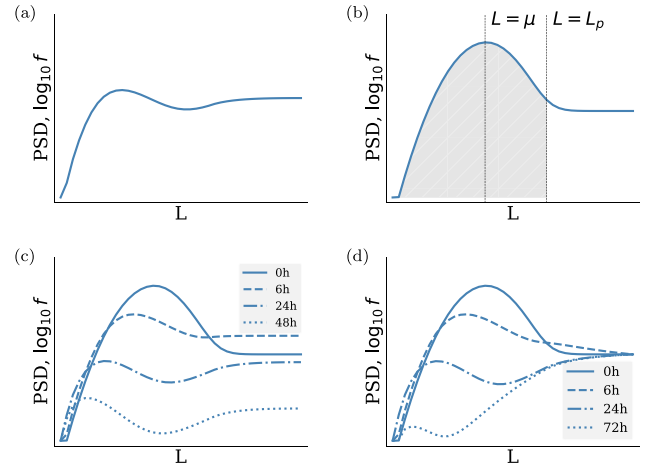 (a)
PSD, log₁₀ f
L
(b)
L = μ
L = Lₚ
PSD, log₁₀ f
L
(c)
0h
6h
24h
48h
PSD, log₁₀ f
L
(d)
0h
6h
24h
72h
PSD, log₁₀ f
L